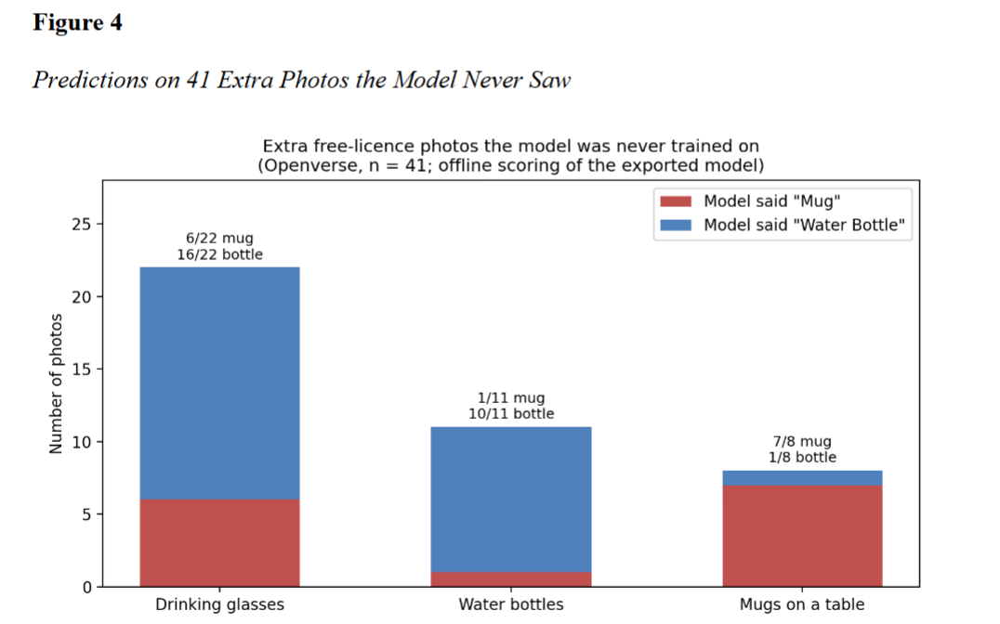 Figure 4
Predictions on 41 Extra Photos the Model Never Saw
Extra free-licence photos the model was never trained on
(Openverse, n = 41; offline scoring of the exported model)
Model said "Mug"
Model said "Water Bottle"
Number of photos
25
20
15
10
5
0
6/22 mug
16/22 bottle
1/11 mug
10/11 bottle
7/8 mug
1/8 bottle
Drinking glasses
Water bottles
Mugs on a table